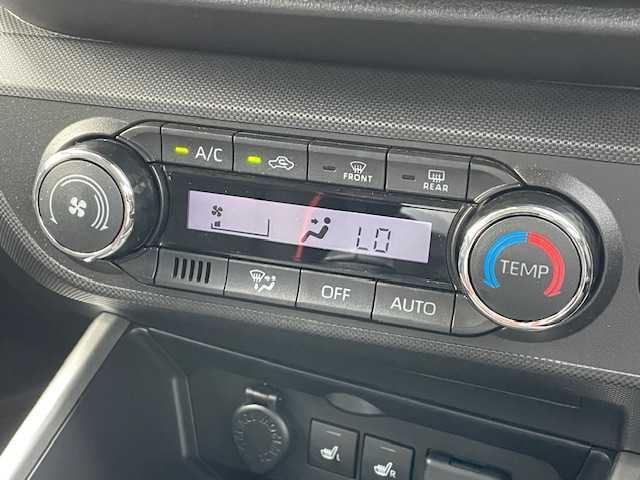 A/C
FRONT
REAR
LO
TEMP
OFF
AUTO
L
R